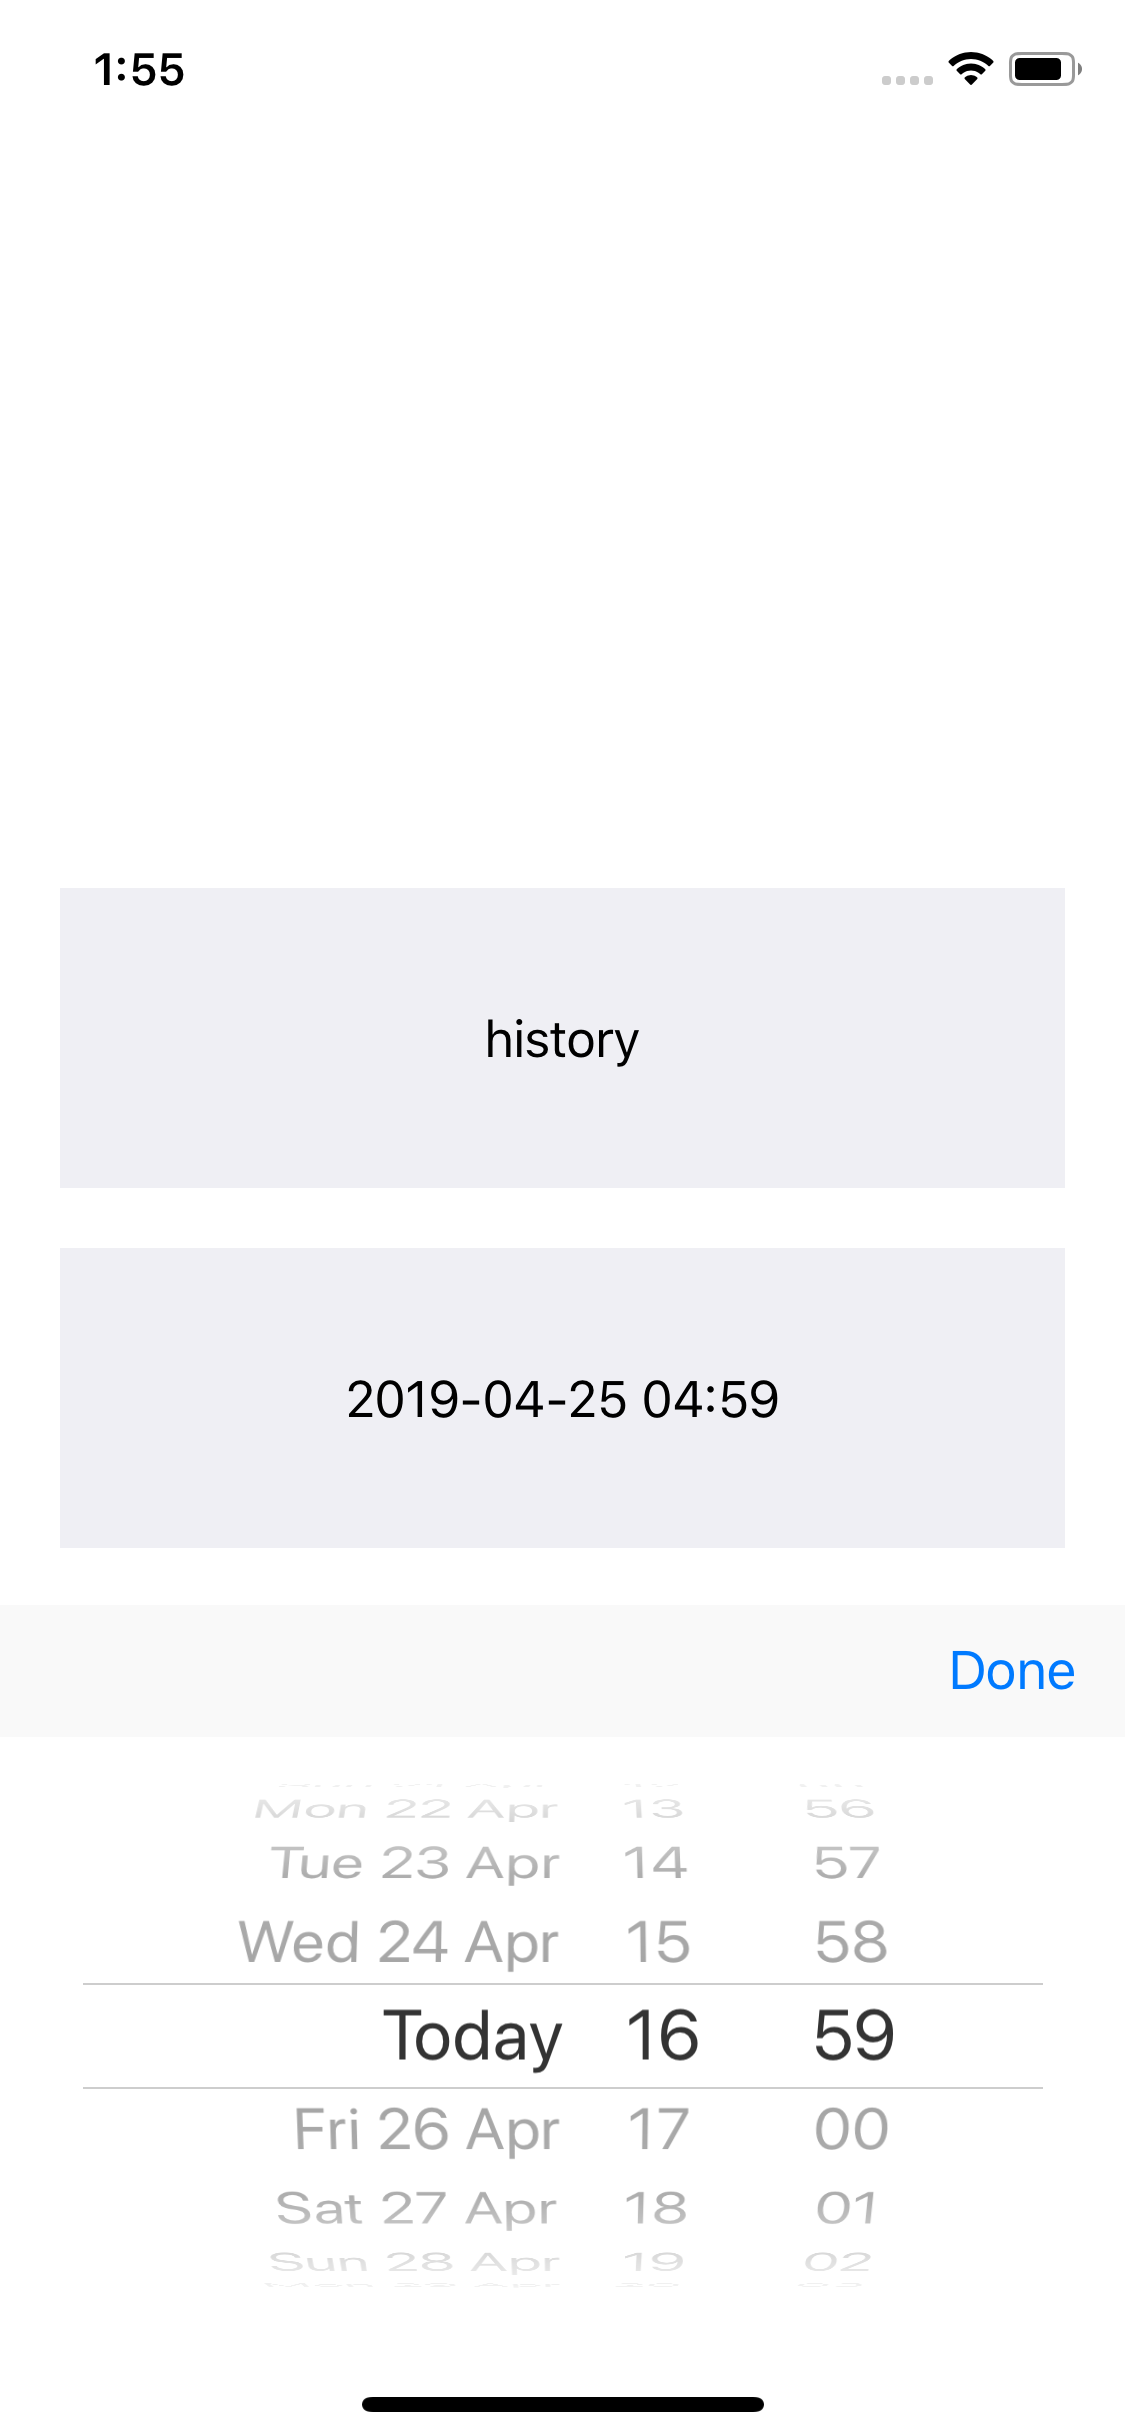 1:55
history
2019-04-25 04:59
Done
Mon 22 Apr 13 56
Tue 23 Apr 14 57
Wed 24 Apr 15 58
Today 16 59
Fri 26 Apr 17 00
Sat 27 Apr 18 01
Sun 28 Apr 19 02